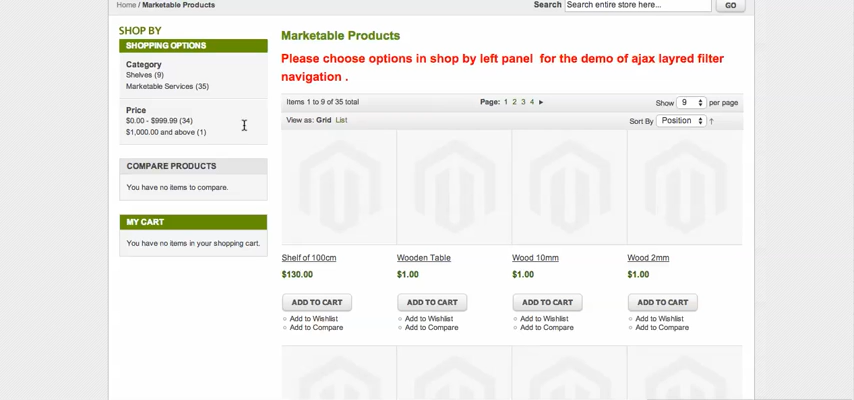 Home / Marketable Products
Search
Search entire store here...
GO
SHOP BY
SHOPPING OPTIONS
Category
Shelves (9)
Marketable Services (35)
Price
$0.00 - $999.99 (34)
$1,000.00 and above (1)
COMPARE PRODUCTS
You have no items to compare.
MY CART
You have no items in your shopping cart.
Marketable Products
Please choose options in shop by left panel for the demo of ajax layred filter
navigation .
Items 1 to 9 of 35 total
Page: 1 2 3 4
Show 9 per page
View as: Grid List
Sort By Position
Shelf of 100cm
Wooden Table
Wood 10mm
Wood 2mm
$130.00
$1.00
$1.00
$1.00
ADD TO CART
ADD TO CART
ADD TO CART
ADD TO CART
Add to Wishlist
Add to Wishlist
Add to Wishlist
Add to Wishlist
Add to Compare
Add to Compare
Add to Compare
Add to Compare